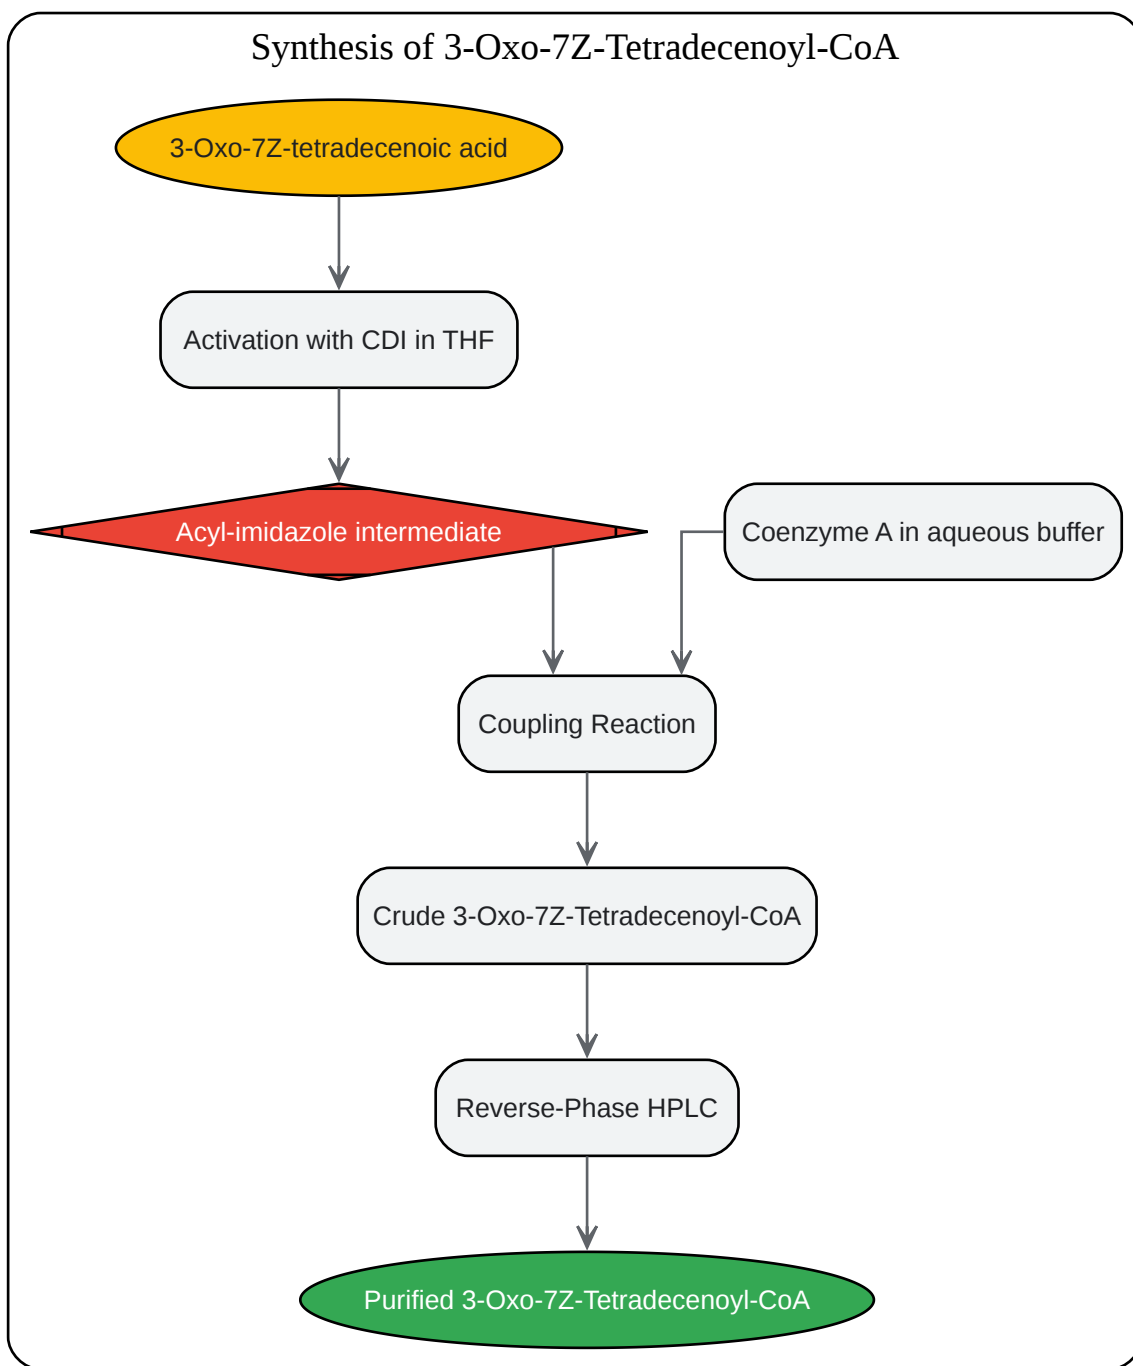 Synthesis of 3-Oxo-7Z-Tetradecenoyl-CoA
3-Oxo-7Z-tetradecenoic acid
Activation with CDI in THF
Acyl-imidazole intermediate
Coenzyme A in aqueous buffer
Coupling Reaction
Crude 3-Oxo-7Z-Tetradecenoyl-CoA
Reverse-Phase HPLC
Purified 3-Oxo-7Z-Tetradecenoyl-CoA